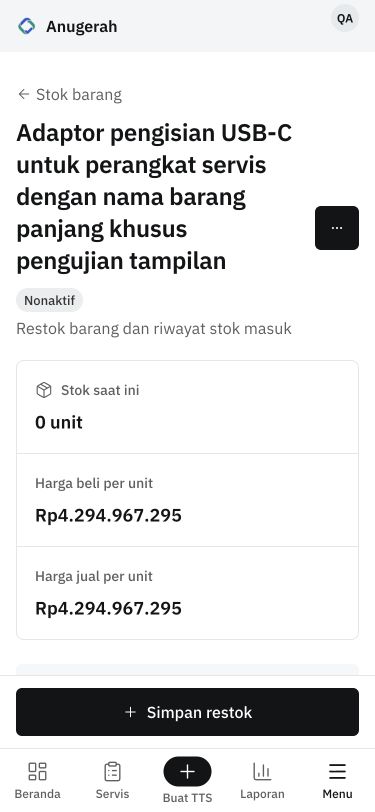 Anugerah
QA
← Stok barang
Adaptor pengisian USB-C
untuk perangkat servis
dengan nama barang
panjang khusus
pengujian tampilan
...
Nonaktif
Restok barang dan riwayat stok masuk
Stok saat ini
0 unit
Harga beli per unit
Rp4.294.967.295
Harga jual per unit
Rp4.294.967.295
+ Simpan restok
Beranda
Servis
Buat TTS
Laporan
Menu